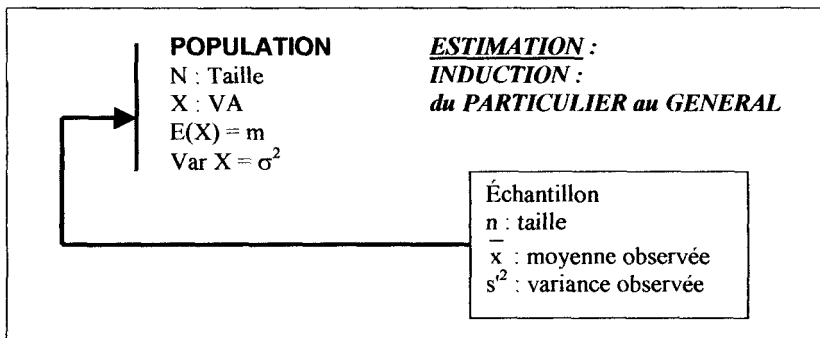 POPULATION
N : Taille
X : VA
E(X) = m
Var X = σ²
ESTIMATION :
INDUCTION :
du PARTICULIER au GENERAL
Échantillon
n : taille
x̄ : moyenne observée
s'² : variance observée